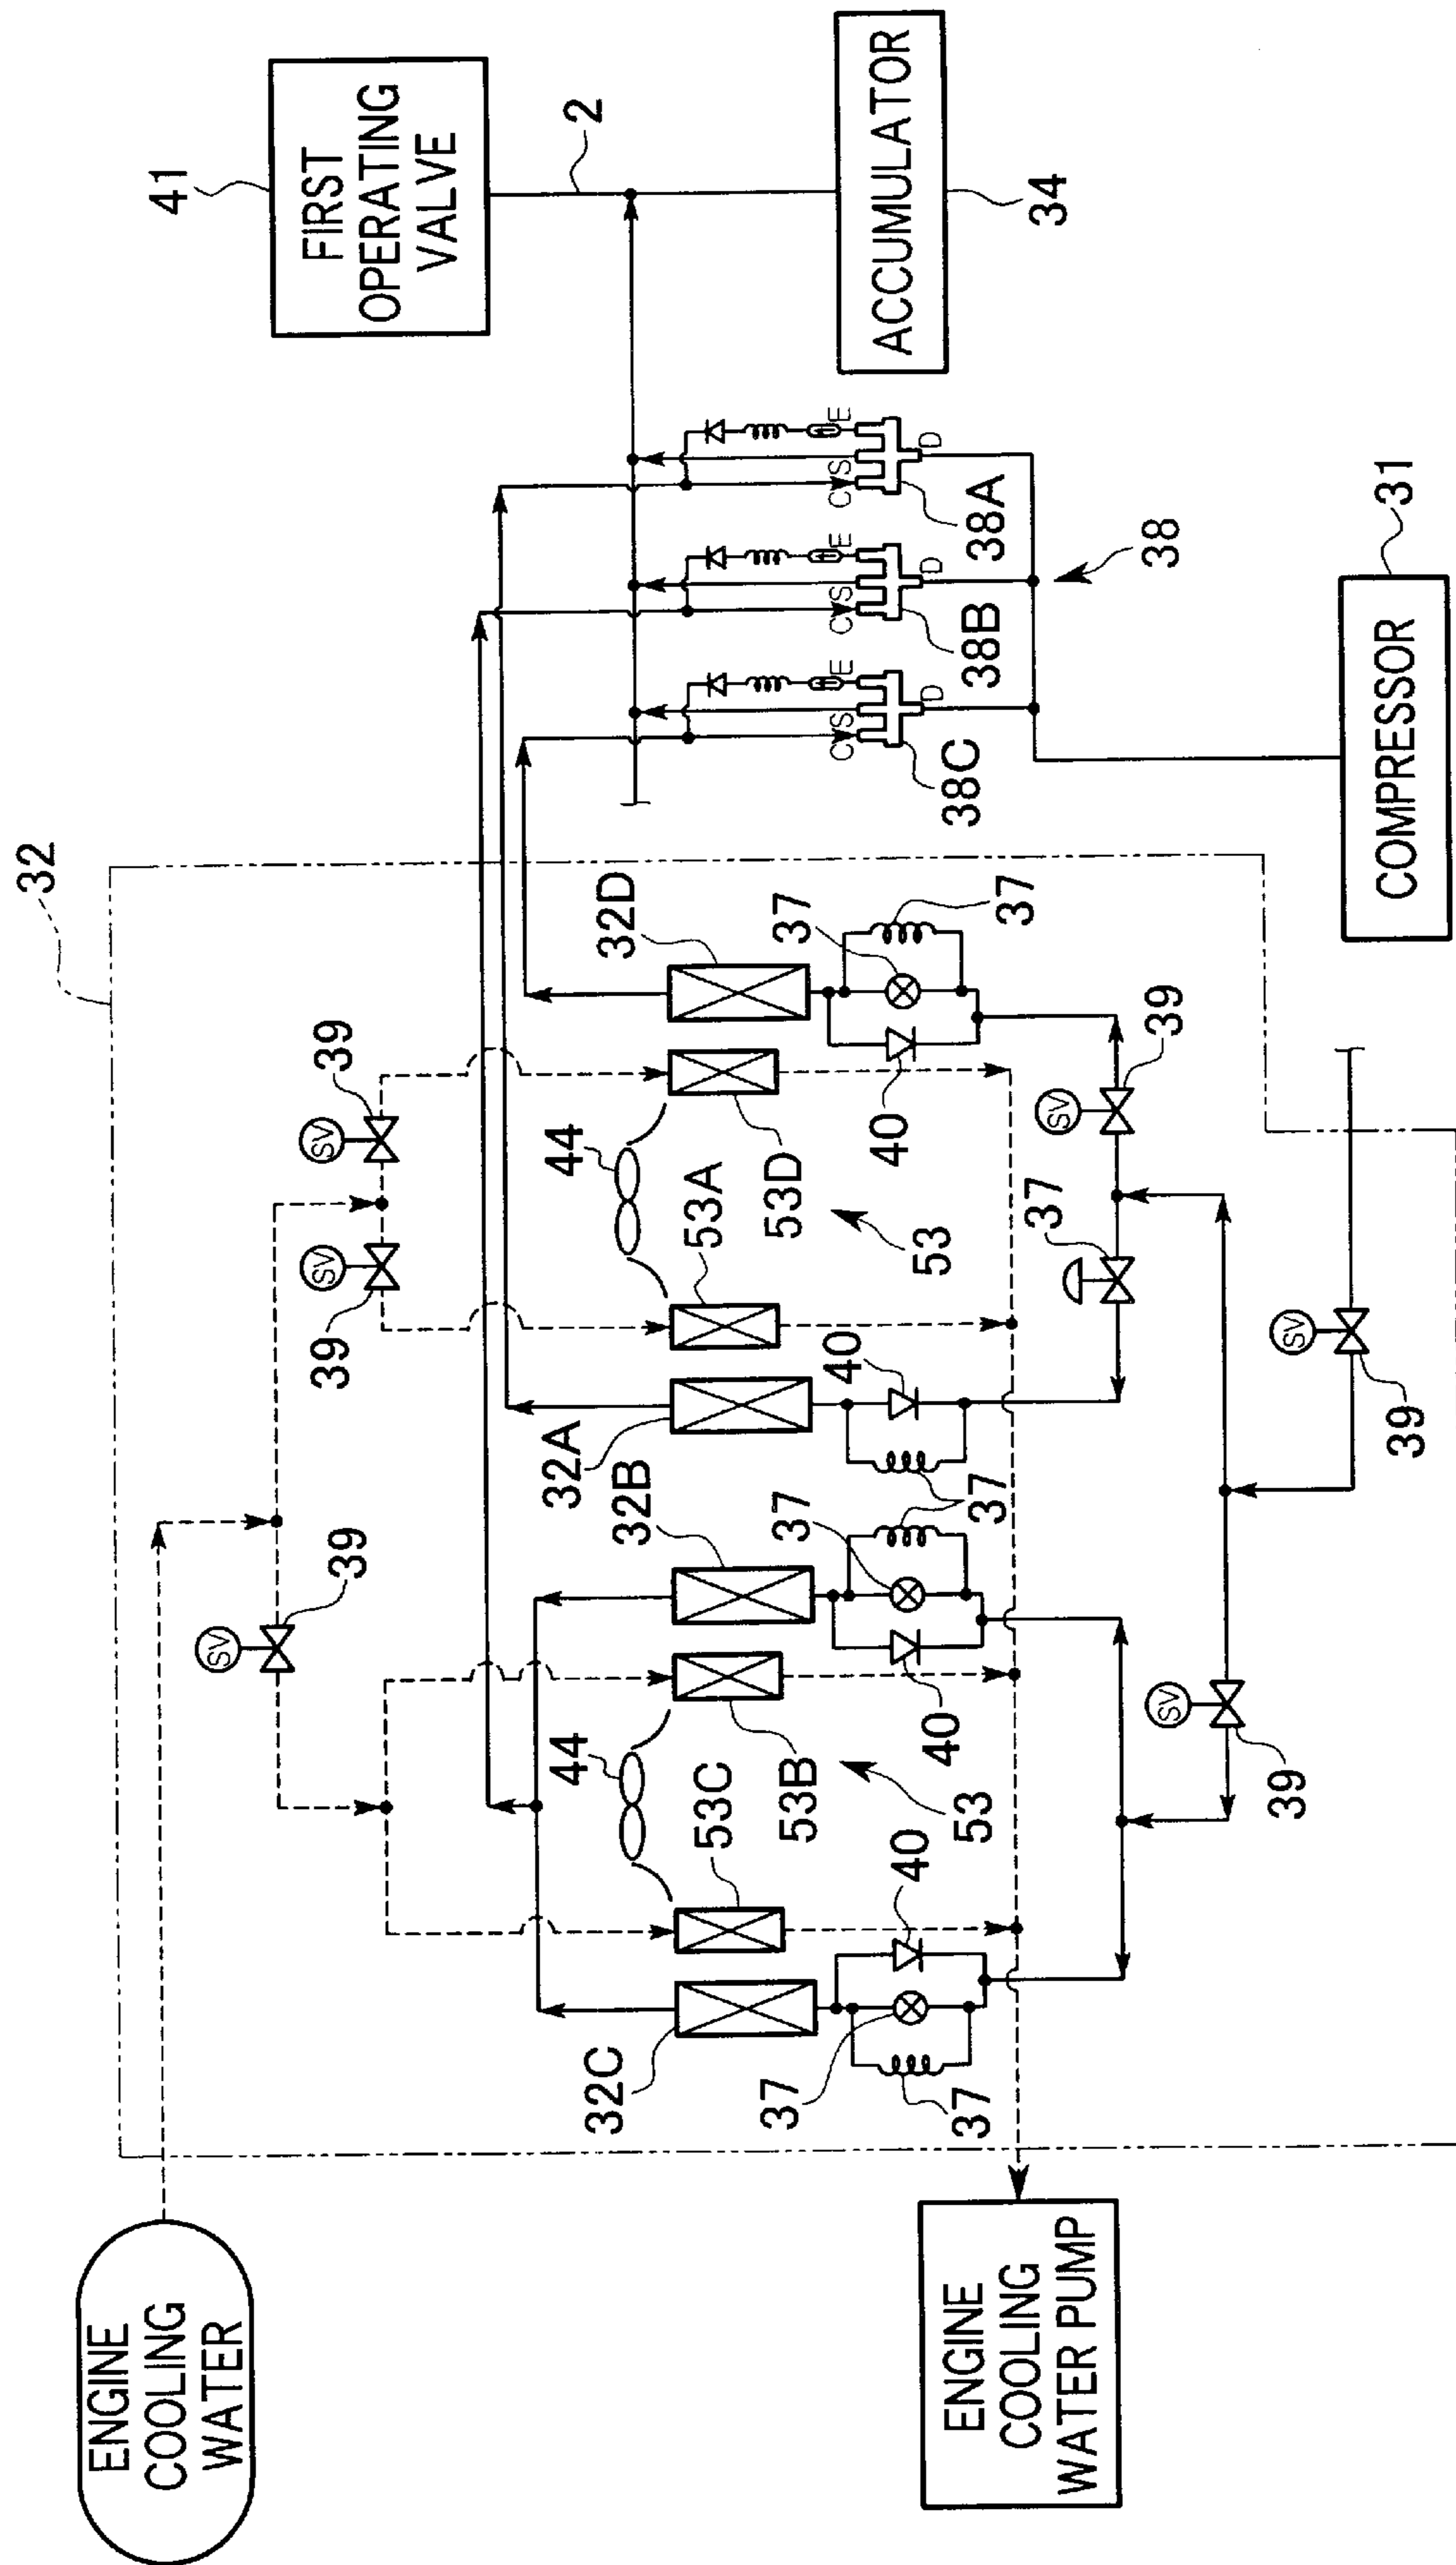 ENGINE
COOLING
WATER
32
41
FIRST
OPERATING
VALVE
2
ACCUMULATOR
34
SV
39
SV
39
SV
39
44
44
32C
53C
53B
32B
32A
53A
53D
32D
53
53
37
37
40
40
37
37
40
40
37
37
C
S
E
D
38C
C
S
E
D
38B
C
S
E
D
38A
38
ENGINE
COOLING
WATER PUMP
37
SV
39
SV
39
SV
39
COMPRESSOR
31